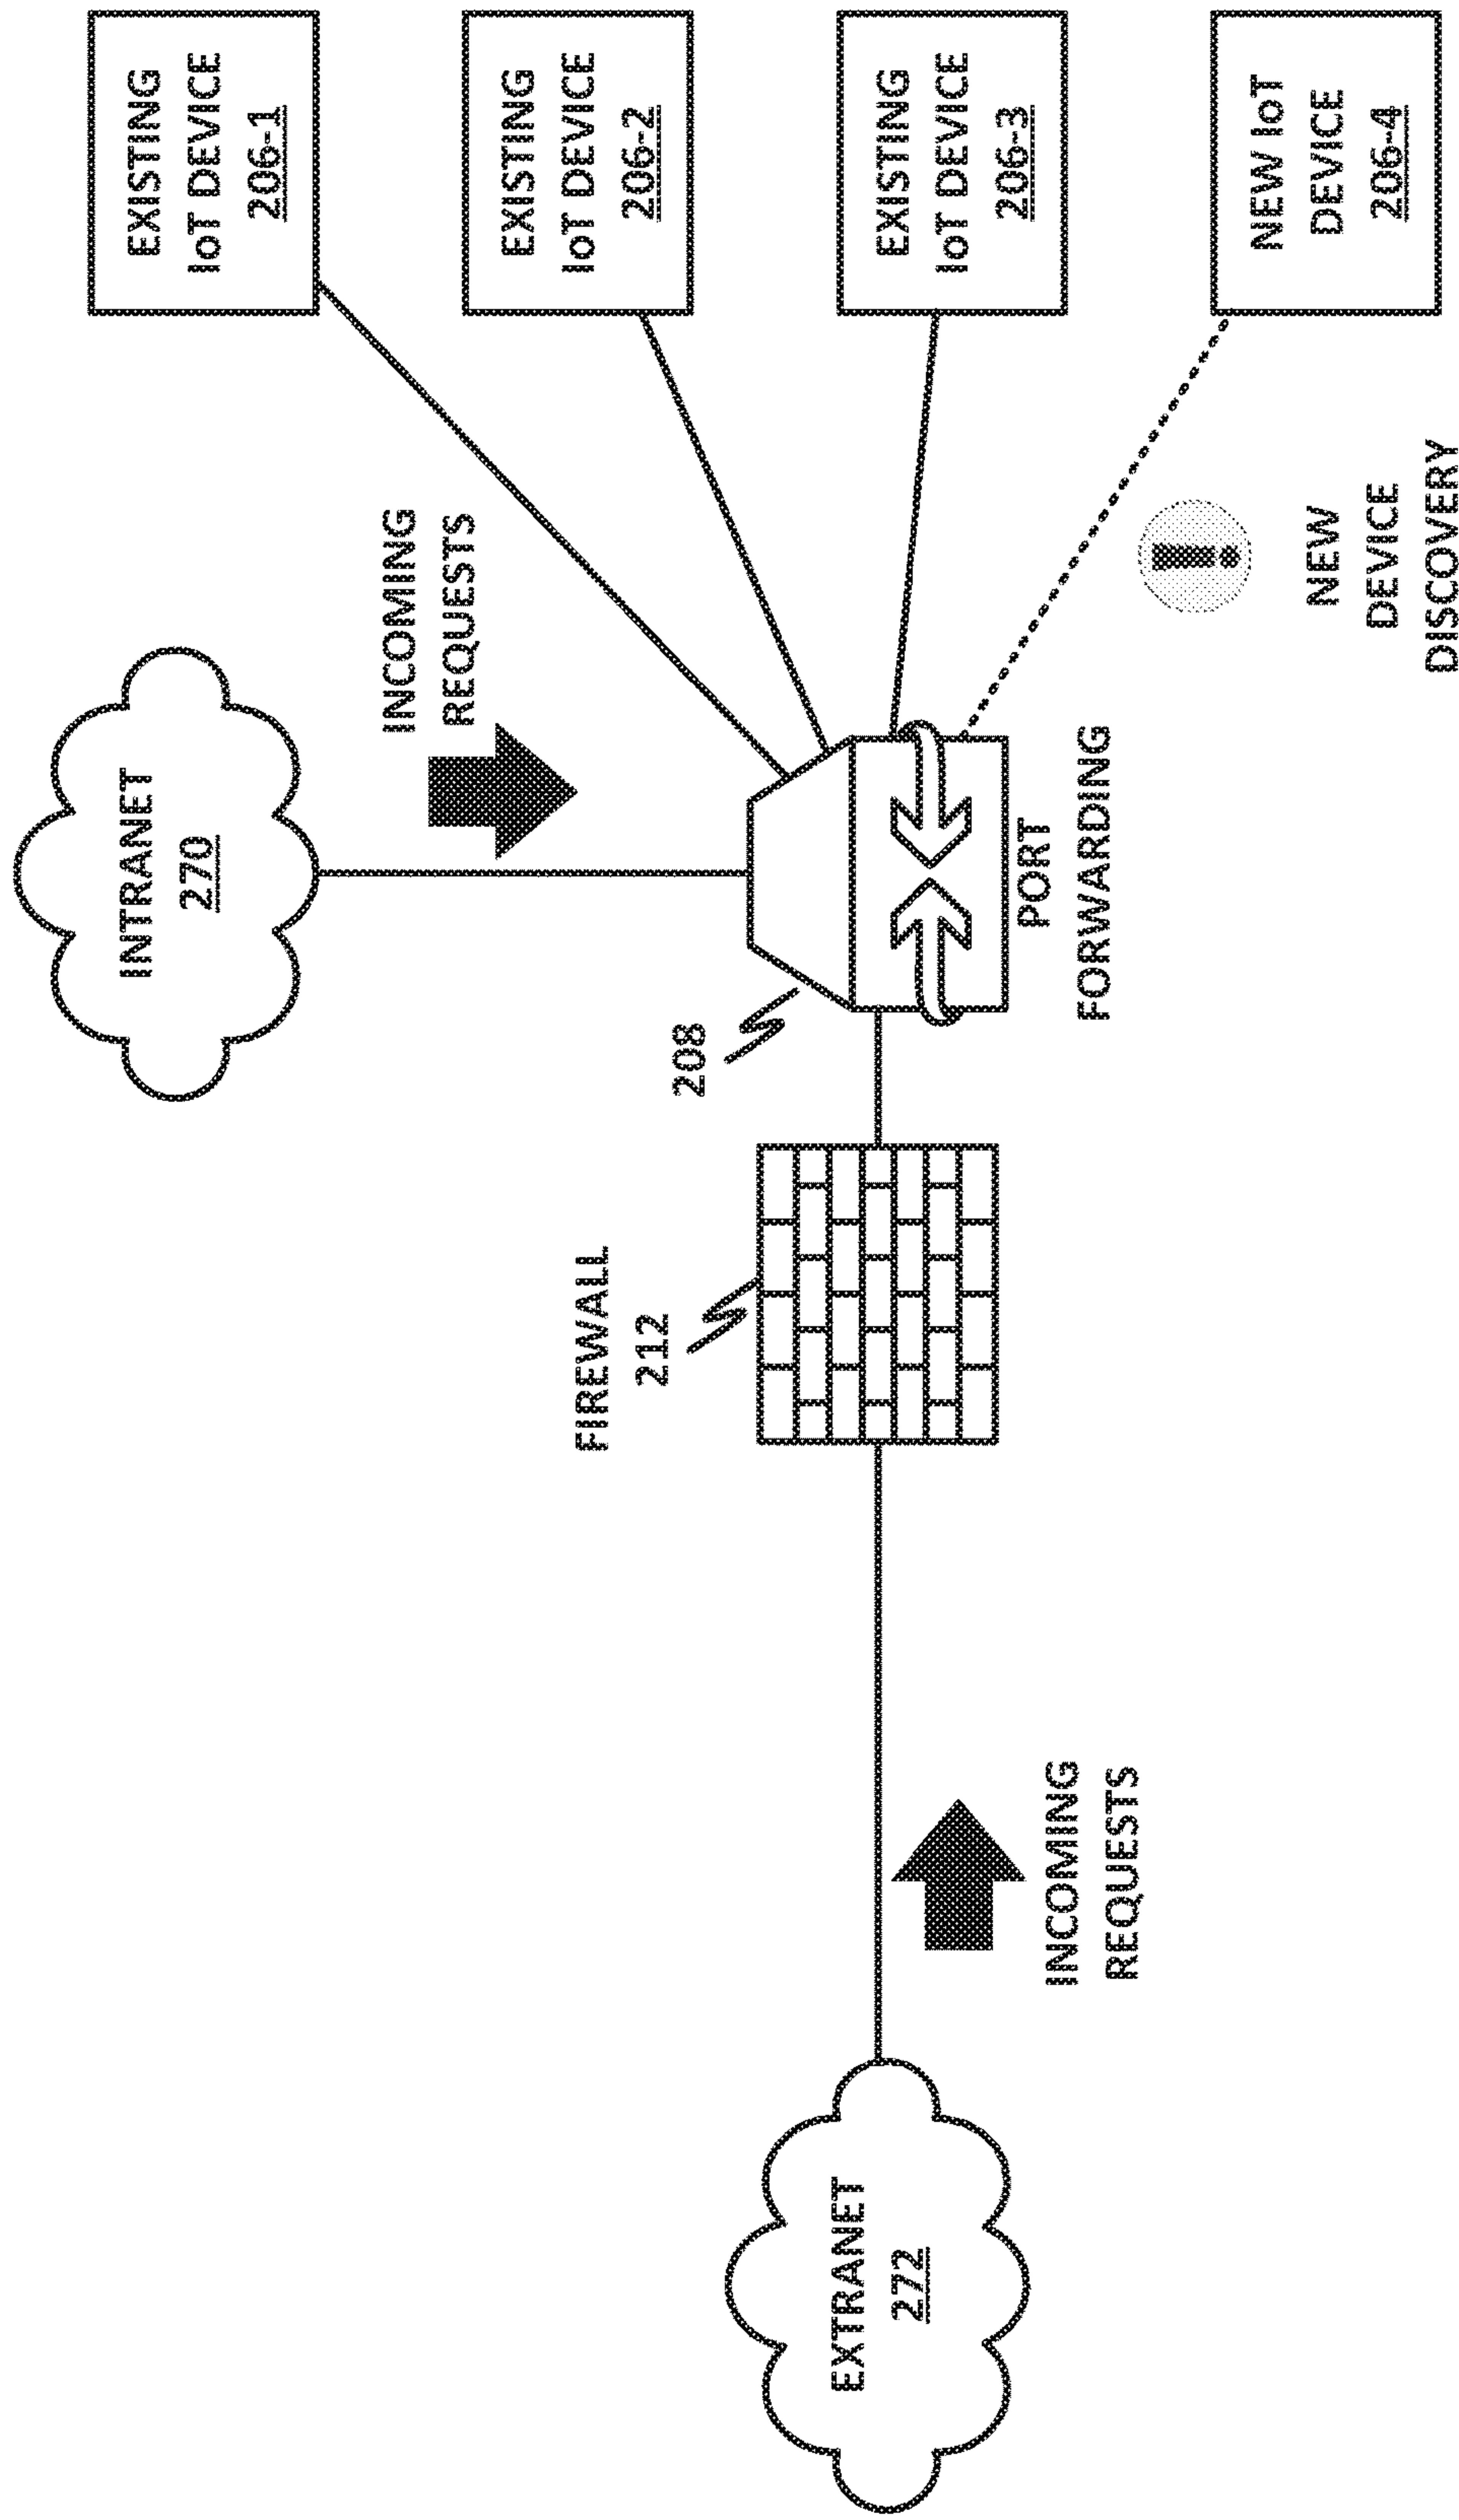 INTRANET
270
INCOMING
REQUESTS
EXISTING
IoT DEVICE
206-1
EXISTING
IoT DEVICE
206-2
EXISTING
IoT DEVICE
206-3
NEW IoT
DEVICE
206-4
NEW
DEVICE
DISCOVERY
208
PORT
FORWARDING
FIREWALL
212
INCOMING
REQUESTS
EXTRANET
272